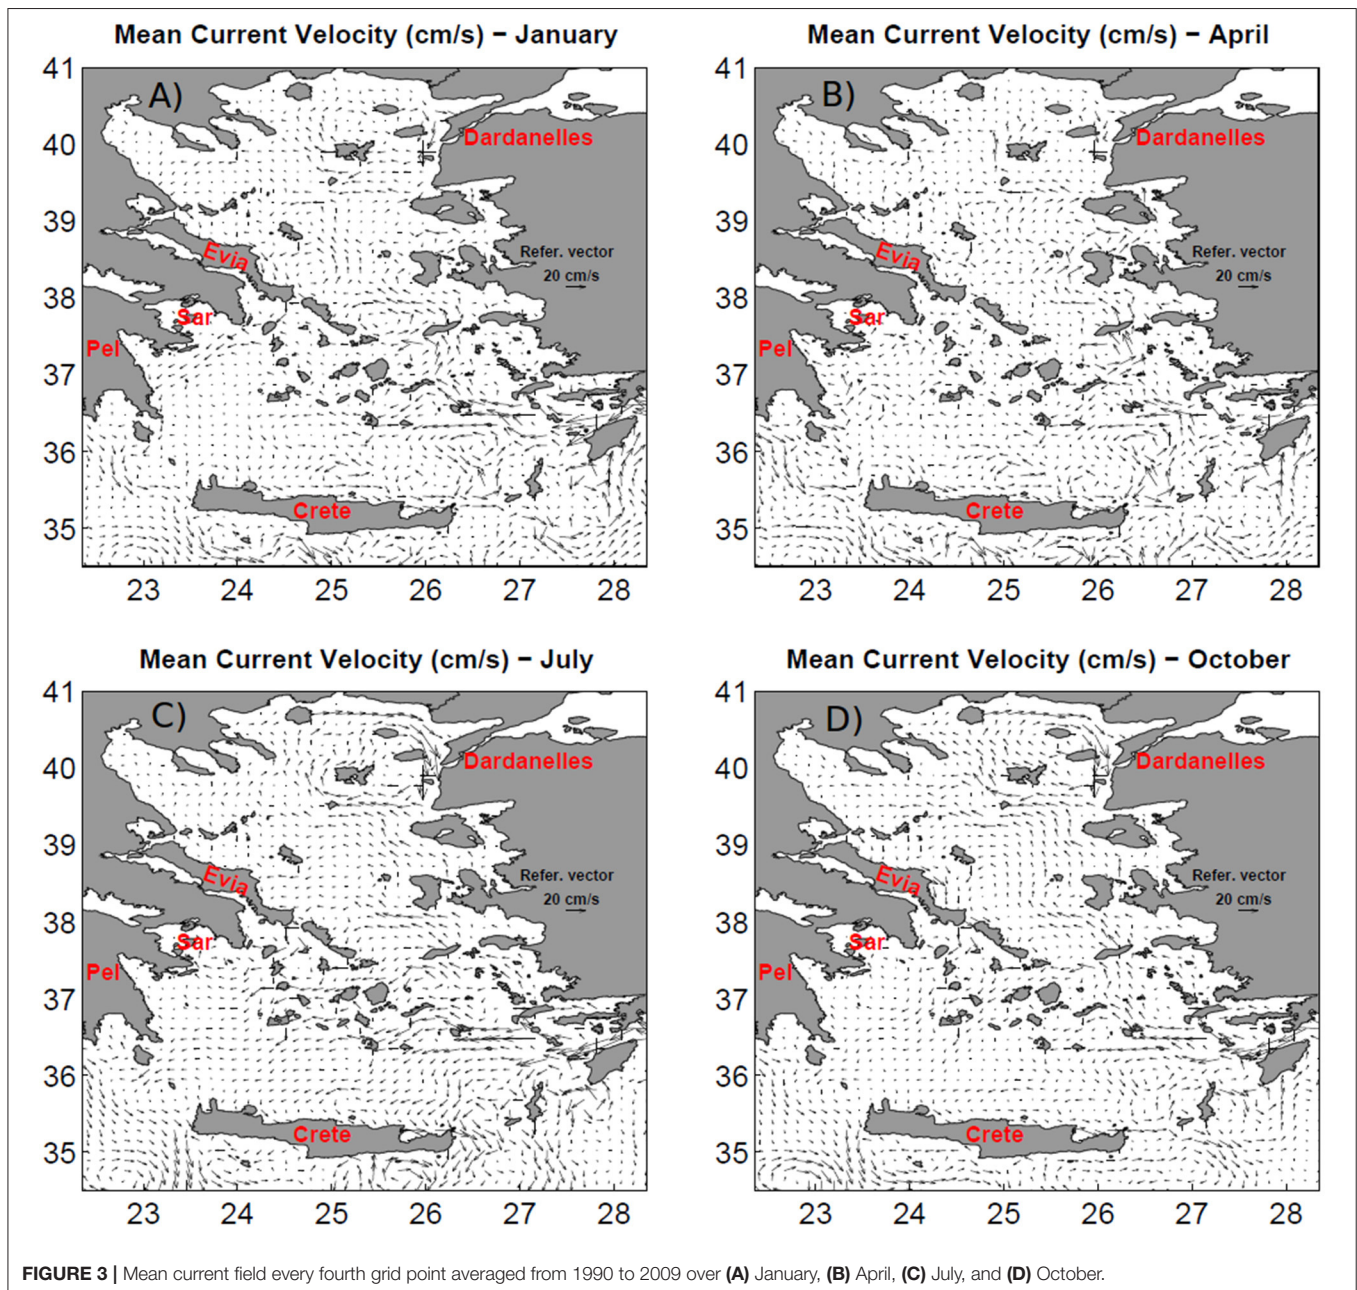 Mean Current Velocity (cm/s) − January
41
40
39
38
37
36
35
A)
Dardanelles
Evia
Refer. vector
20 cm/s
Sar
Pel
Crete
23 24 25 26 27 28
Mean Current Velocity (cm/s) − April
41
40
39
38
37
36
35
B)
Dardanelles
Evia
Refer. vector
20 cm/s
Sar
Pel
Crete
23 24 25 26 27 28
Mean Current Velocity (cm/s) − July
41
40
39
38
37
36
35
C)
Dardanelles
Evia
Refer. vector
20 cm/s
Sar
Pel
Crete
23 24 25 26 27 28
Mean Current Velocity (cm/s) − October
41
40
39
38
37
36
35
D)
Dardanelles
Evia
Refer. vector
20 cm/s
Sar
Pel
Crete
23 24 25 26 27 28
FIGURE 3 | Mean current field every fourth grid point averaged from 1990 to 2009 over (A) January, (B) April, (C) July, and (D) October.